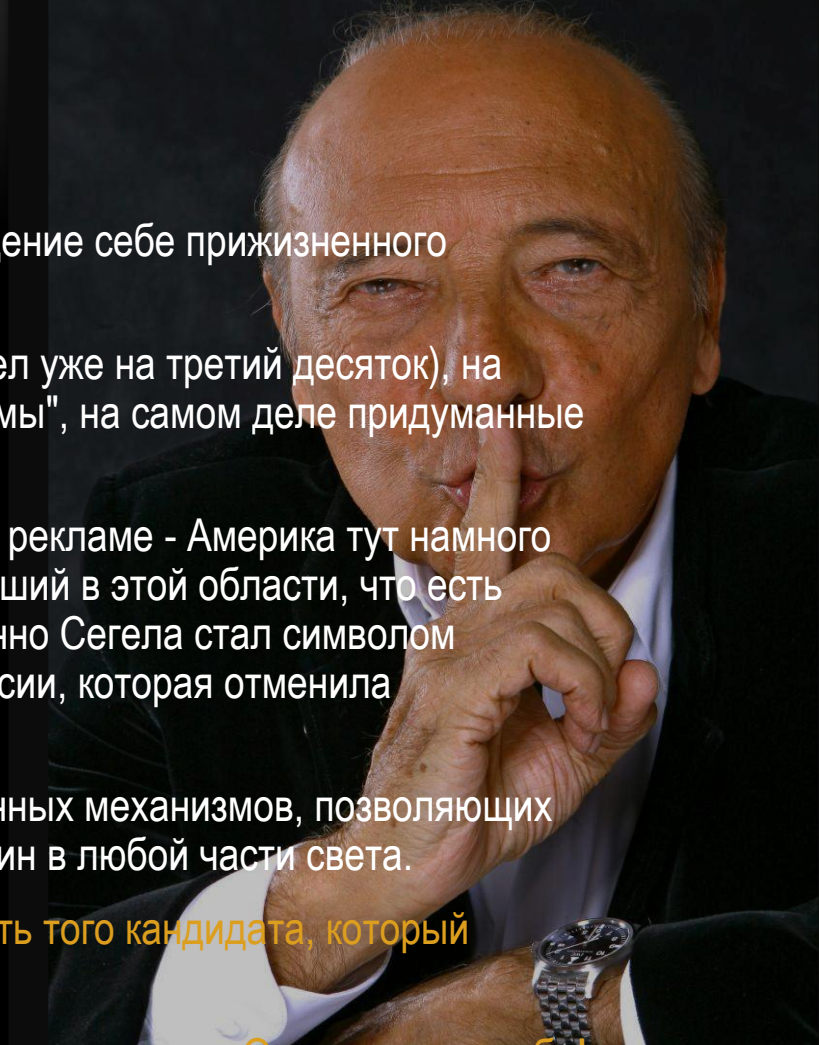 ение себе прижизненного
ел уже на третий десяток), на
мы", на самом деле придуманные
рекламе - Америка тут намного
ший в этой области, что есть
нно Сегела стал символом
сии, которая отменила
нных механизмов, позволяющих
ин в любой части света.
ть того кандидата, который